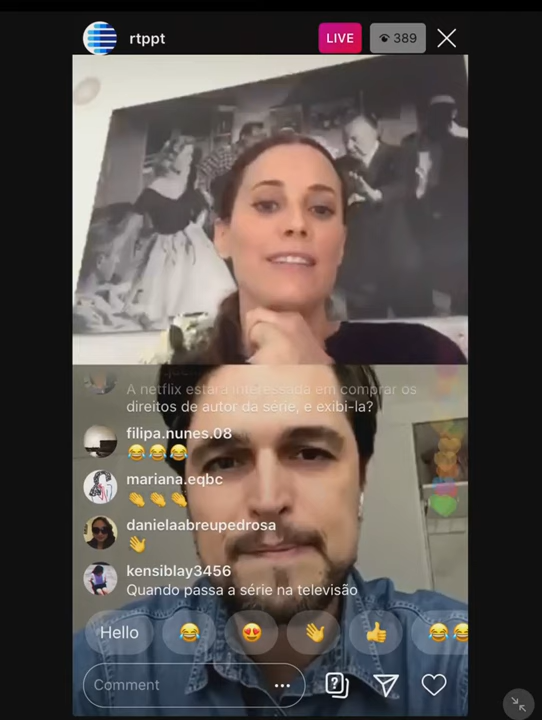 rtppt
LIVE
389
A netflix estará interessada em comprar os
direitos de autor da série, e exibi-la?
filipa.nunes.08
mariana.eqbc
danielaabreupedrosa
kensiblay3456
Quando passa a série na televisão
Hello
Comment